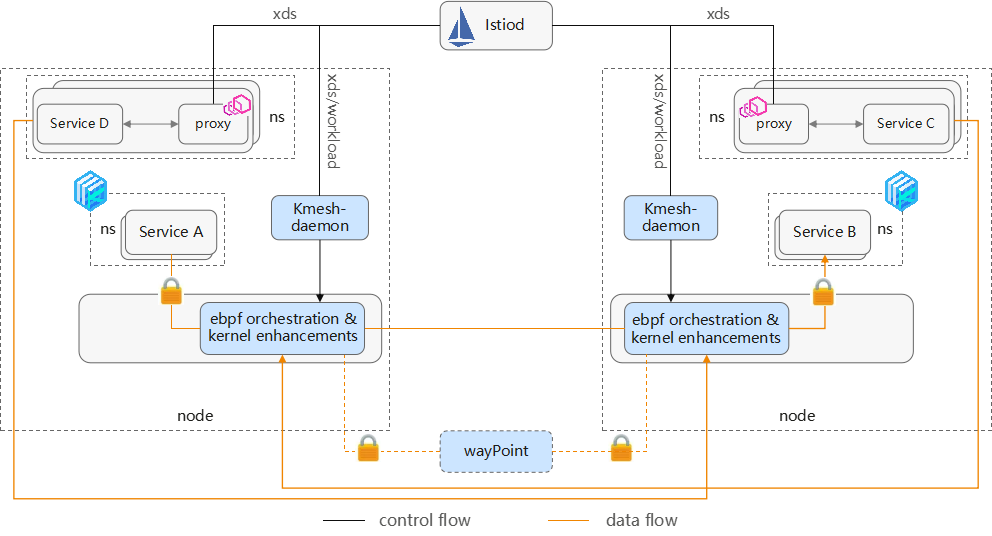 xds
Istiod
xds
xds/workload
xds/workload
Service D
proxy
ns
ns
proxy
Service C
ns
Service A
Kmesh-
daemon
Kmesh-
daemon
Service B
ns
ebpf orchestration &
kernel enhancements
ebpf orchestration &
kernel enhancements
node
node
wayPoint
control flow
data flow